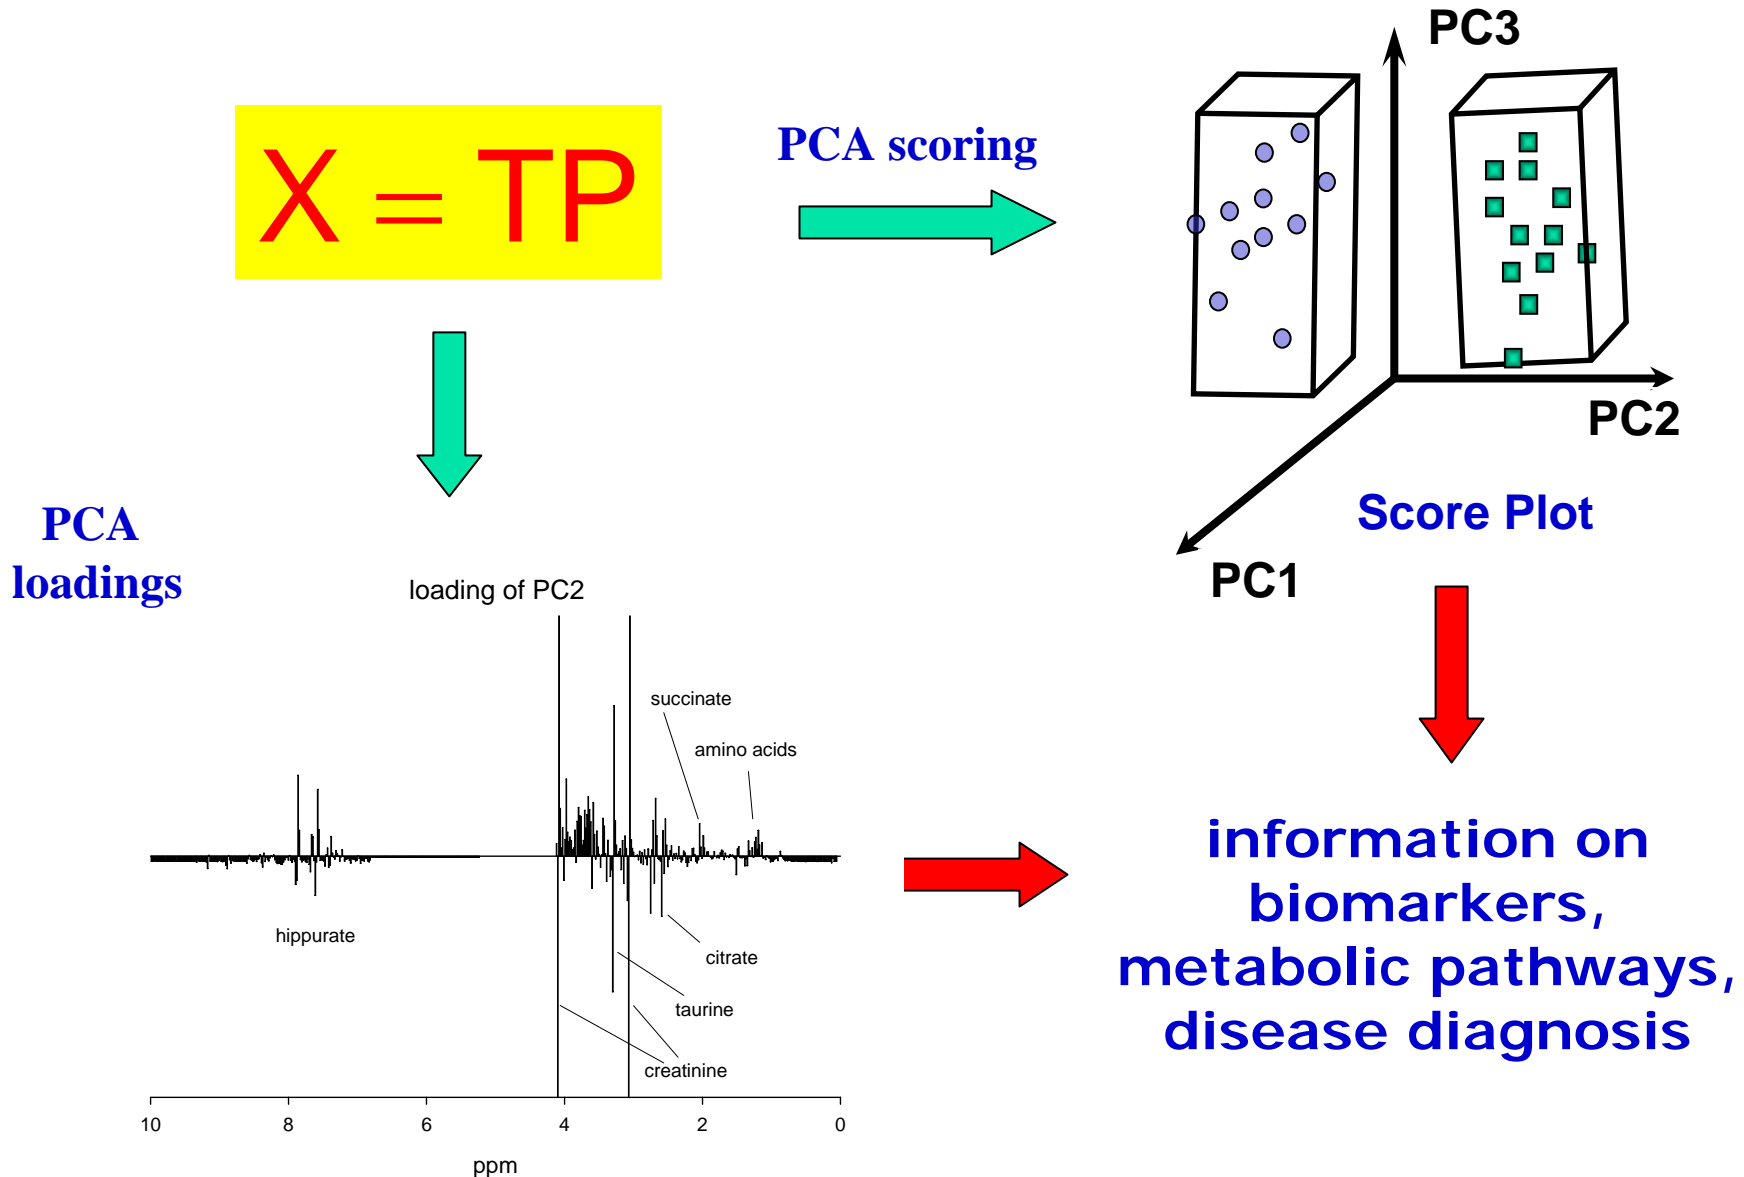 X = TP
PCA scoring
PC3
PC2
PC1
Score Plot
PCA
loadings
loading of PC2
succinate
amino acids
hippurate
citrate
taurine
creatinine
10 8 6 4 2 0
ppm
information on
biomarkers,
metabolic pathways,
disease diagnosis